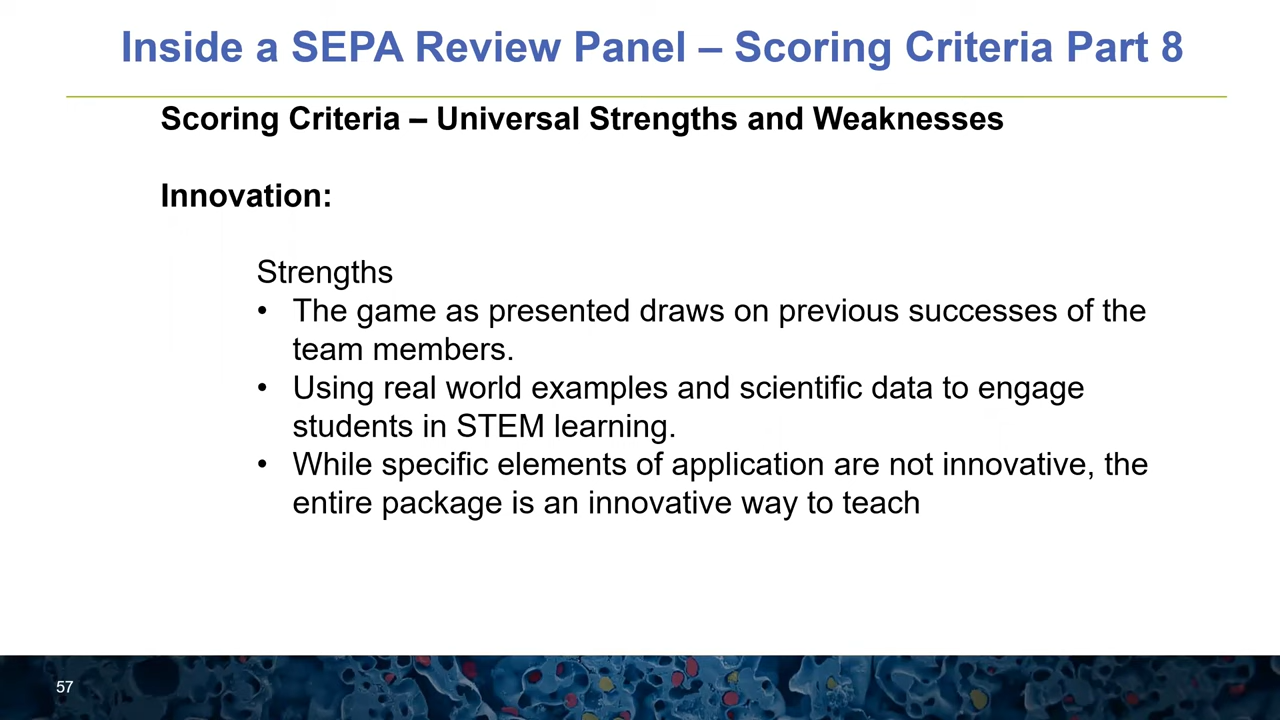 Inside a SEPA Review Panel – Scoring Criteria Part 8
Scoring Criteria – Universal Strengths and Weaknesses
Innovation:
Strengths
• The game as presented draws on previous successes of the
team members.
• Using real world examples and scientific data to engage
students in STEM learning.
• While specific elements of application are not innovative, the
entire package is an innovative way to teach
57